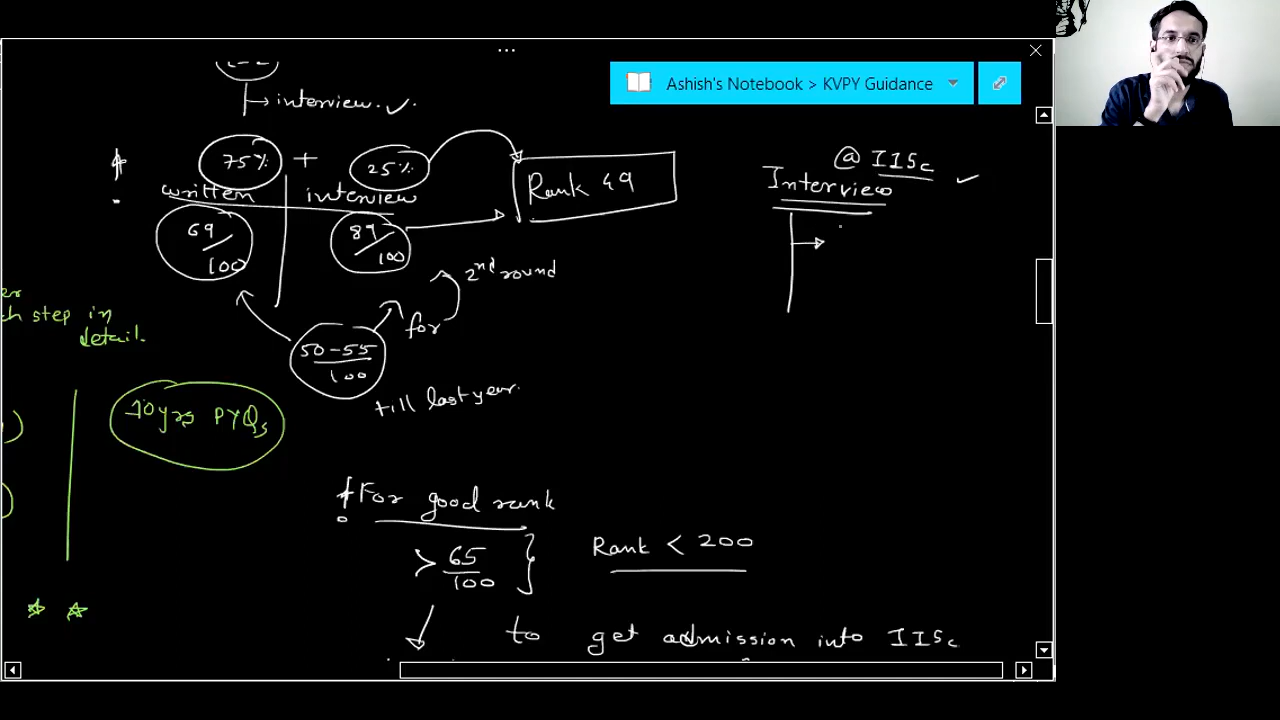 Ashish's Notebook > KVPY Guidance
interview.
75% + 25%
written interview
69/100 89/100
Rank 49
@ IISc
Interview
2nd round
for
50-55/100
till last year.
ch step in
detail.
10yrs PYQs
! For good rank
> 65/100
Rank < 200
to get admission into IISc